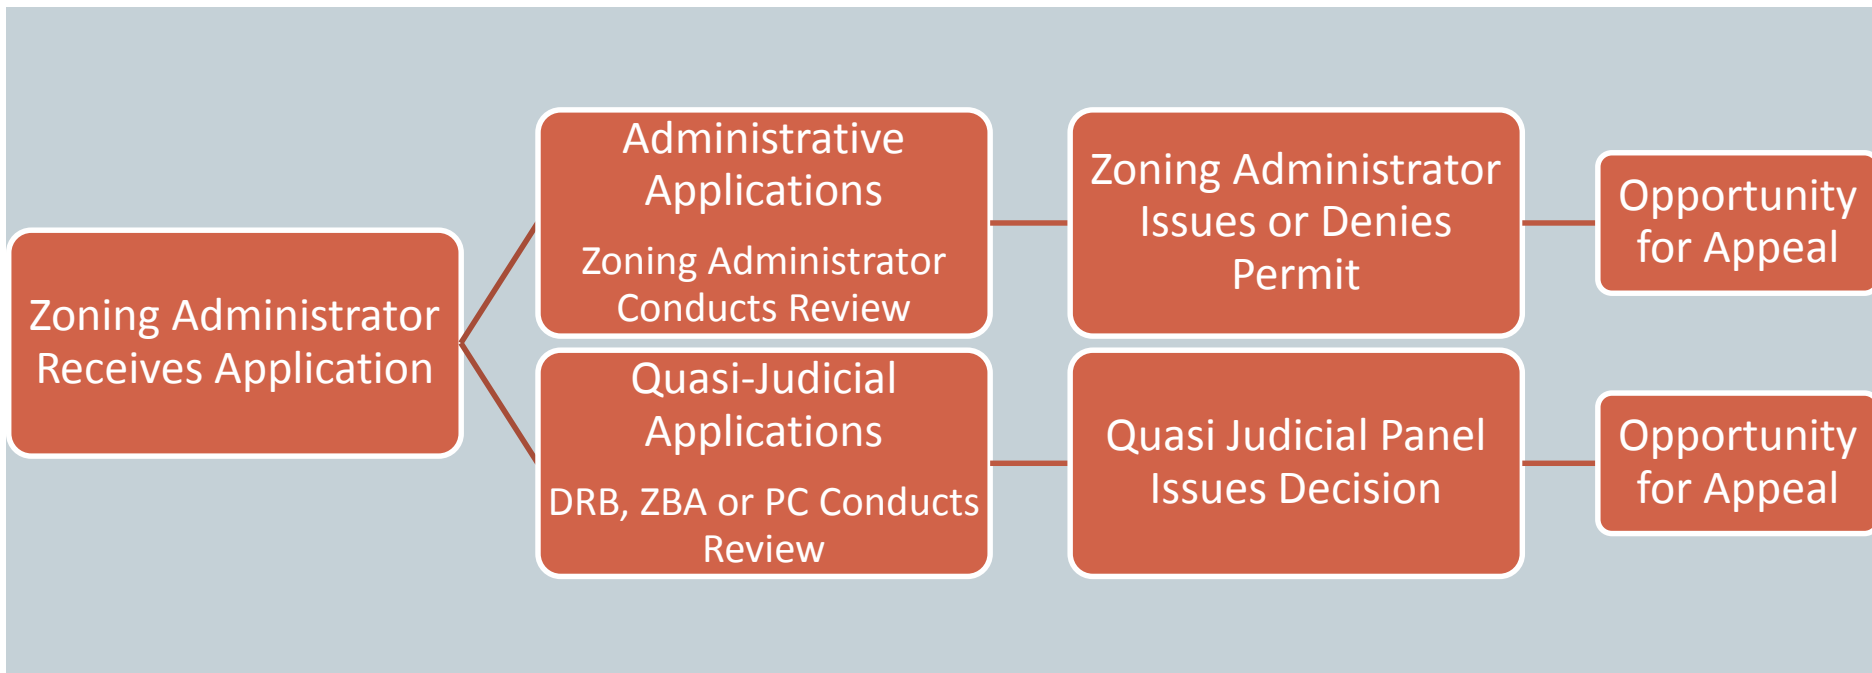 Zoning Administrator
Receives Application
Administrative
Applications
Zoning Administrator
Conducts Review
Zoning Administrator
Issues or Denies
Permit
Opportunity
for Appeal
Quasi-Judicial
Applications
DRB, ZBA or PC Conducts
Review
Quasi Judicial Panel
Issues Decision
Opportunity
for Appeal